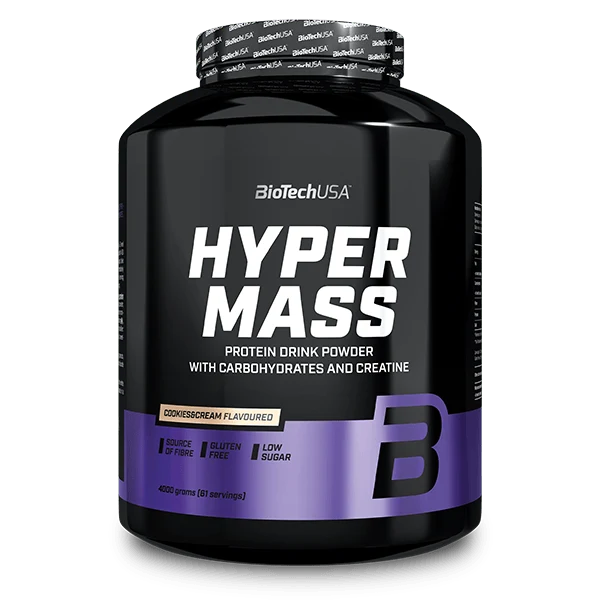 BioTechUSA
BioTechUSA™
HYPER
MASS
PROTEIN DRINK POWDER
WITH CARBOHYDRATES AND CREATINE
COOKIES&CREAM FLAVOURED
SOURCE
OF FIBRE
GLUTEN
FREE
LOW
SUGAR
B
4000 grams (61 servings)